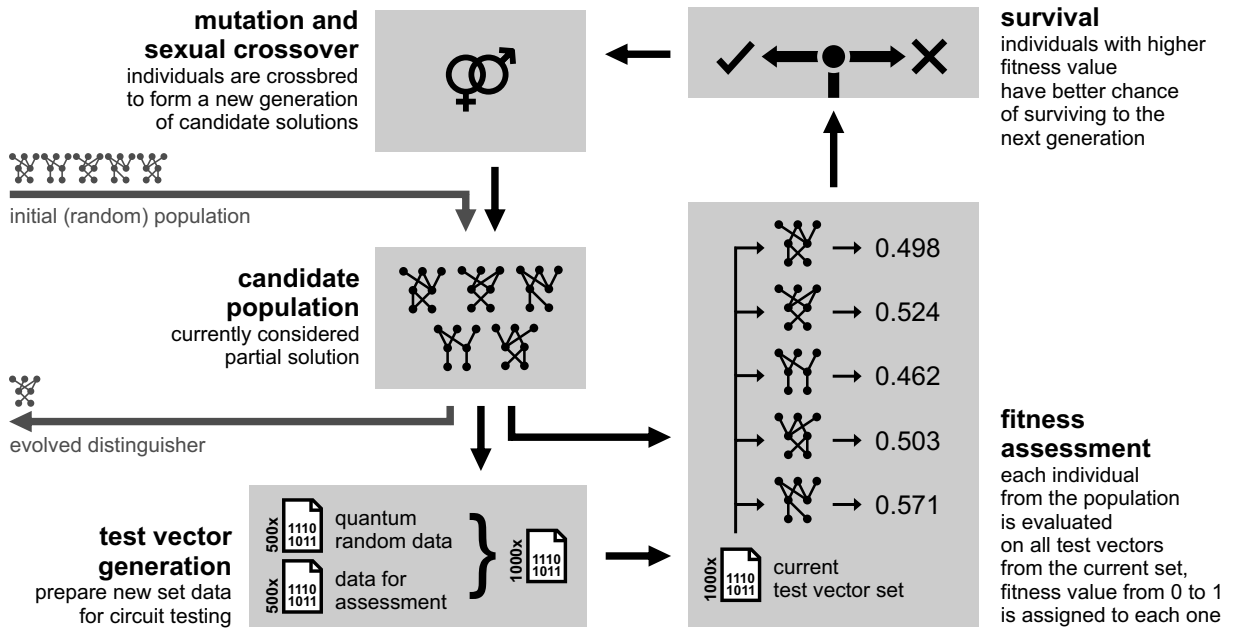 mutation and
sexual crossover
individuals are crossbred
to form a new generation
of candidate solutions
survival
individuals with higher
fitness value
have better chance
of surviving to the
next generation
initial (random) population
candidate
population
currently considered
partial solution
evolved distinguisher
test vector
generation
prepare new set data
for circuit testing
500x
1110
1011
quantum
random data
500x
1110
1011
data for
assessment
1000x
1110
1011
0.498
0.524
0.462
0.503
0.571
1000x
1110
1011
current
test vector set
fitness
assessment
each individual
from the population
is evaluated
on all test vectors
from the current set,
fitness value from 0 to 1
is assigned to each one